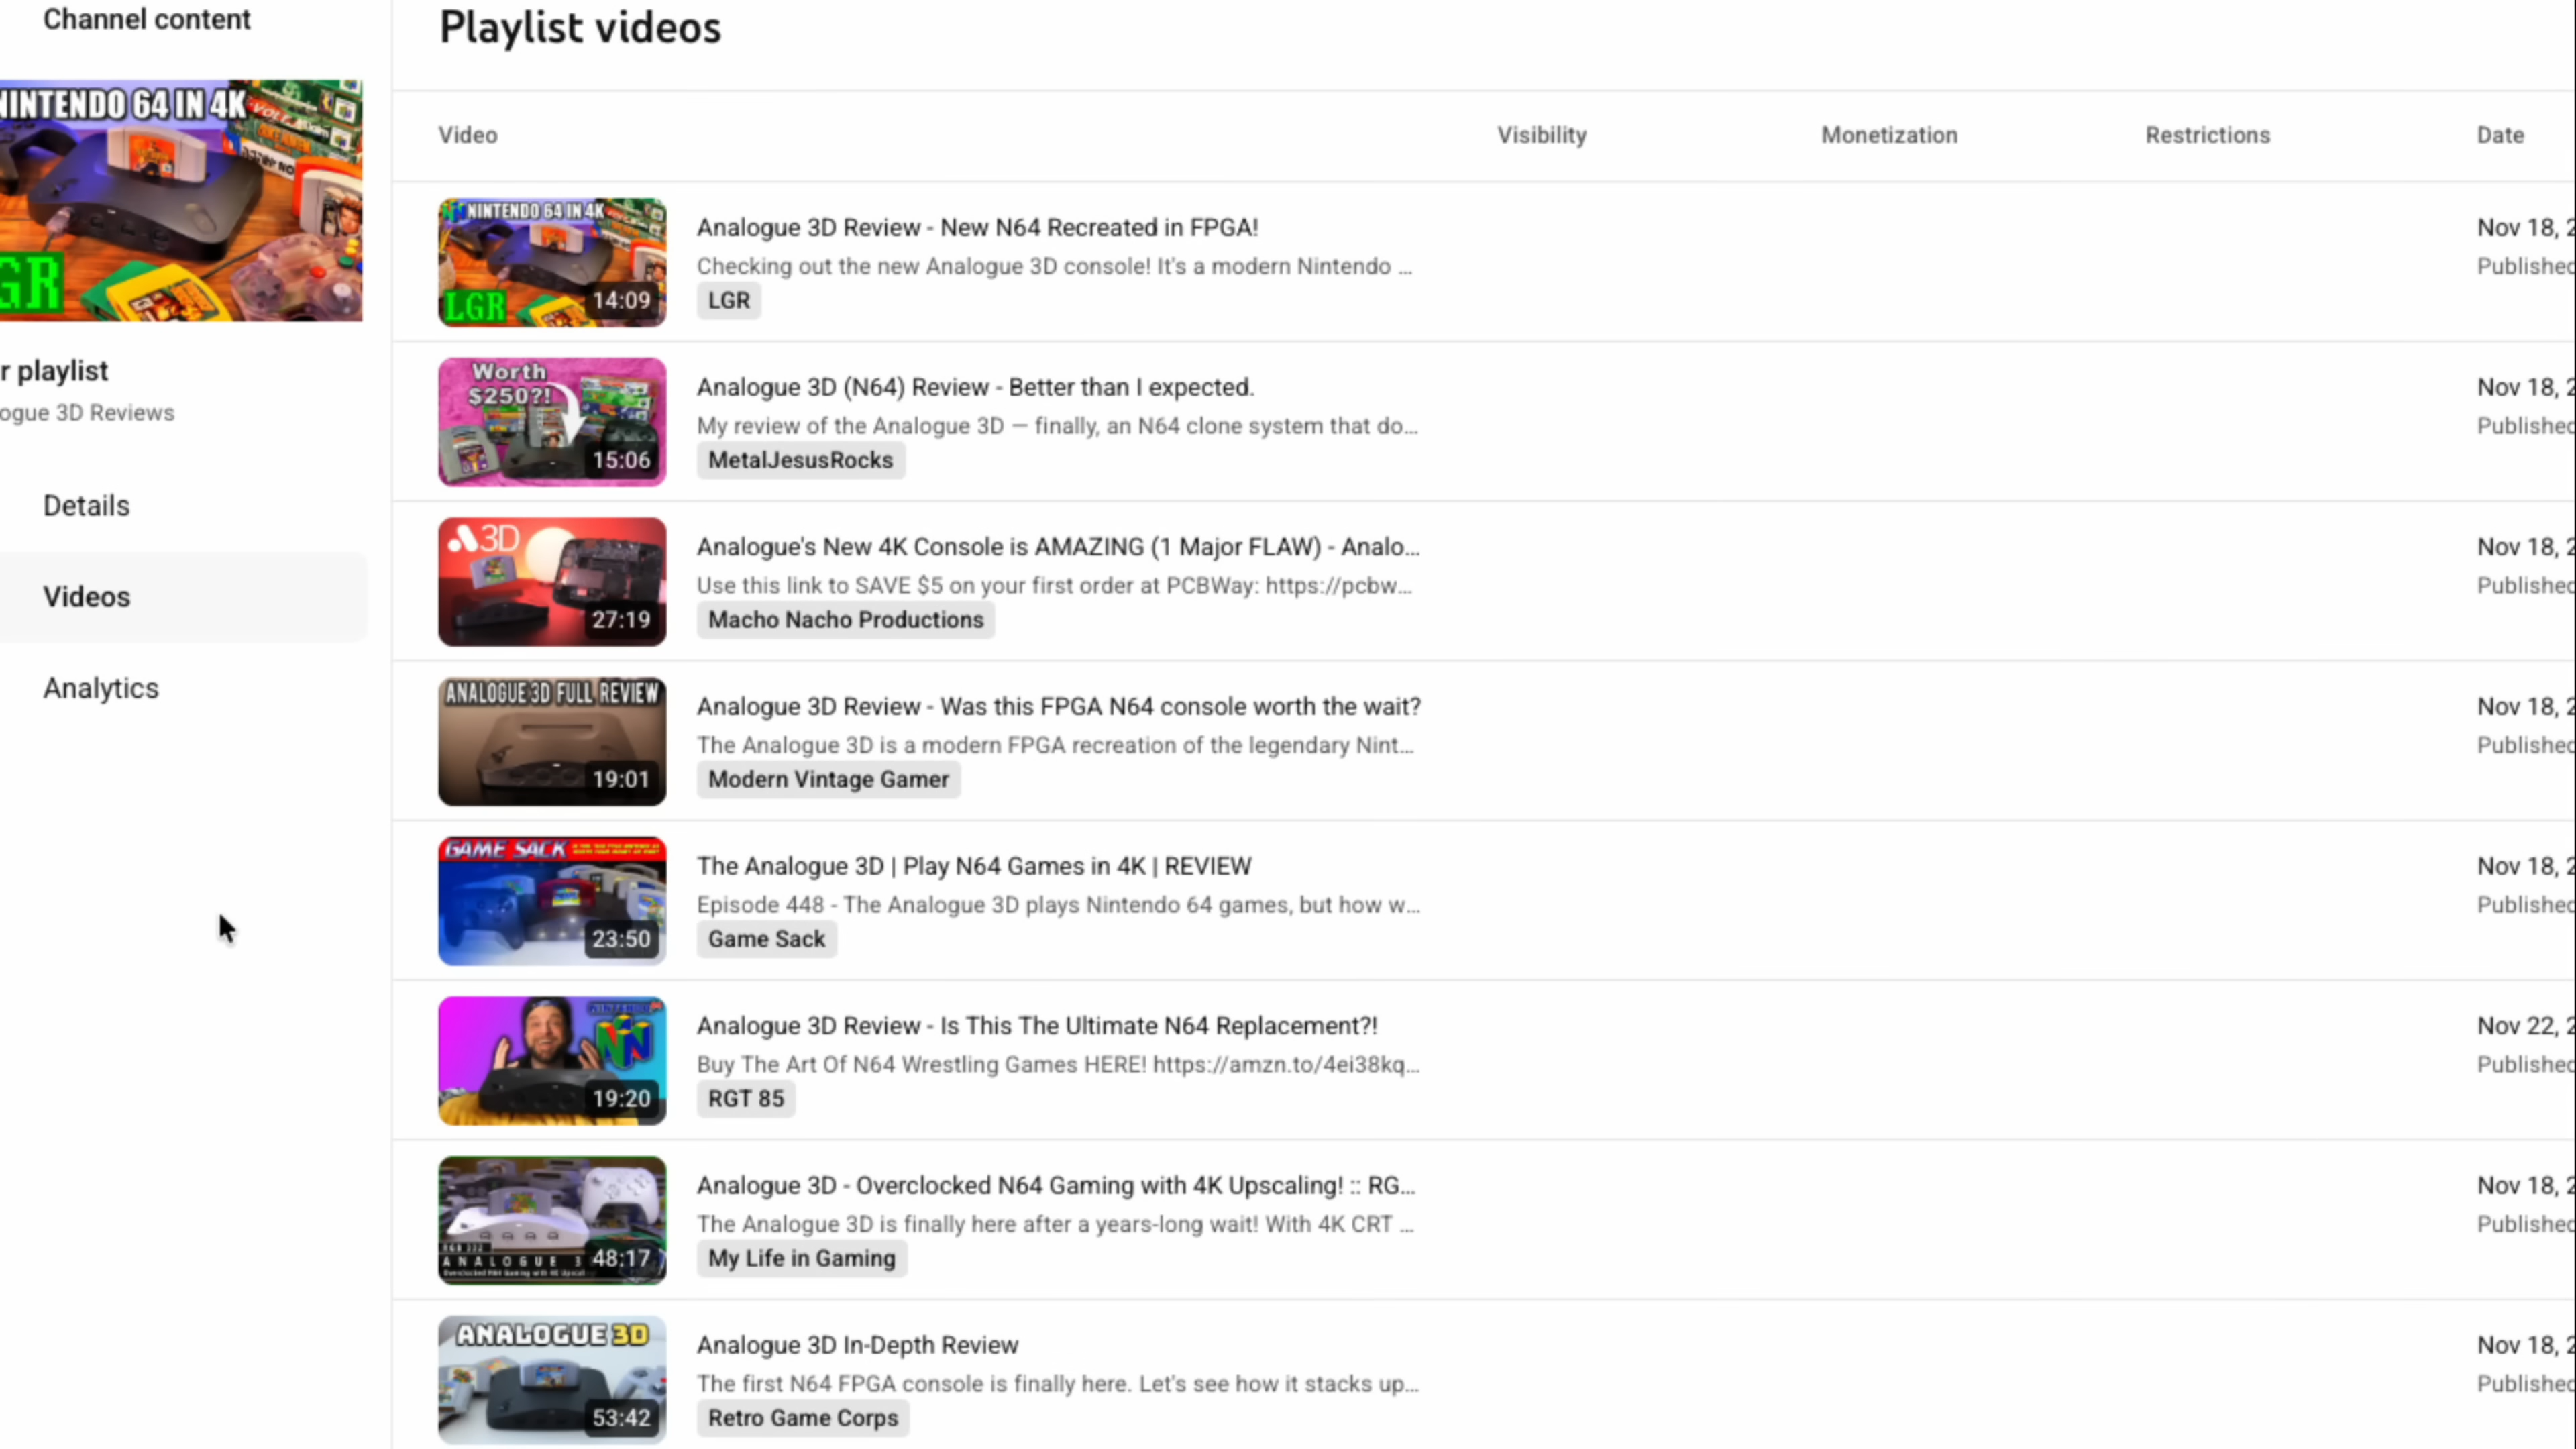 Channel content
NINTENDO 64 IN 4K
GR
r playlist
ogue 3D Reviews
Details
Videos
Analytics
Playlist videos
Video Visibility Monetization Restrictions Date
NINTENDO 64 IN 4K
LGR
14:09
Analogue 3D Review - New N64 Recreated in FPGA!
Checking out the new Analogue 3D console! It's a modern Nintendo ...
LGR
Nov 18, 2
Published
Worth
$250?!
15:06
Analogue 3D (N64) Review - Better than I expected.
My review of the Analogue 3D — finally, an N64 clone system that do...
MetalJesusRocks
Nov 18, 2
Published
3D
27:19
Analogue's New 4K Console is AMAZING (1 Major FLAW) - Analo...
Use this link to SAVE $5 on your first order at PCBWay: https://pcbw...
Macho Nacho Productions
Nov 18, 2
Published
ANALOGUE 3D FULL REVIEW
19:01
Analogue 3D Review - Was this FPGA N64 console worth the wait?
The Analogue 3D is a modern FPGA recreation of the legendary Nint...
Modern Vintage Gamer
Nov 18, 2
Published
GAME SACK
23:50
The Analogue 3D | Play N64 Games in 4K | REVIEW
Episode 448 - The Analogue 3D plays Nintendo 64 games, but how w...
Game Sack
Nov 18, 2
Published
19:20
Analogue 3D Review - Is This The Ultimate N64 Replacement?!
Buy The Art Of N64 Wrestling Games HERE! https://amzn.to/4ei38kq...
RGT 85
Nov 22, 2
Published
ANALOGUE 3
48:17
Analogue 3D - Overclocked N64 Gaming with 4K Upscaling! :: RG...
The Analogue 3D is finally here after a years-long wait! With 4K CRT ...
My Life in Gaming
Nov 18, 2
Published
ANALOGUE 3D
53:42
Analogue 3D In-Depth Review
The first N64 FPGA console is finally here. Let's see how it stacks up...
Retro Game Corps
Nov 18, 2
Published